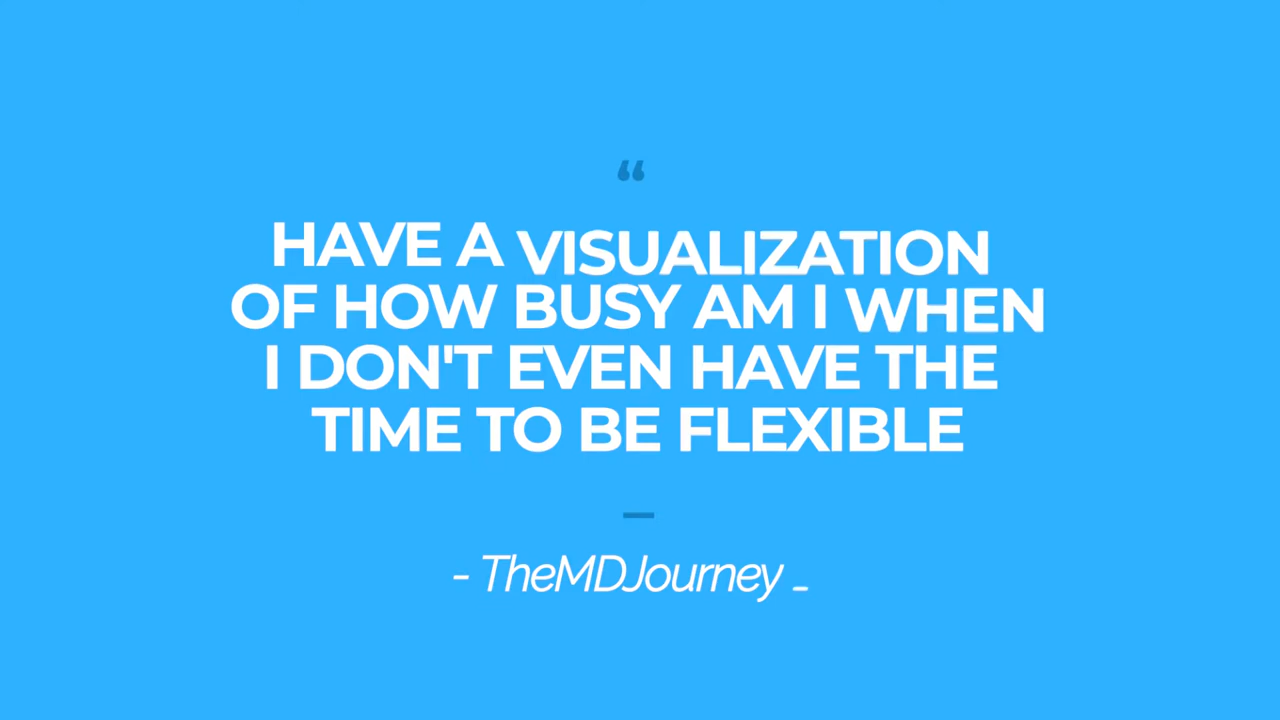 “
HAVE A VISUALIZATION
OF HOW BUSY AM I WHEN
I DON'T EVEN HAVE THE
TIME TO BE FLEXIBLE
- TheMDJourney -